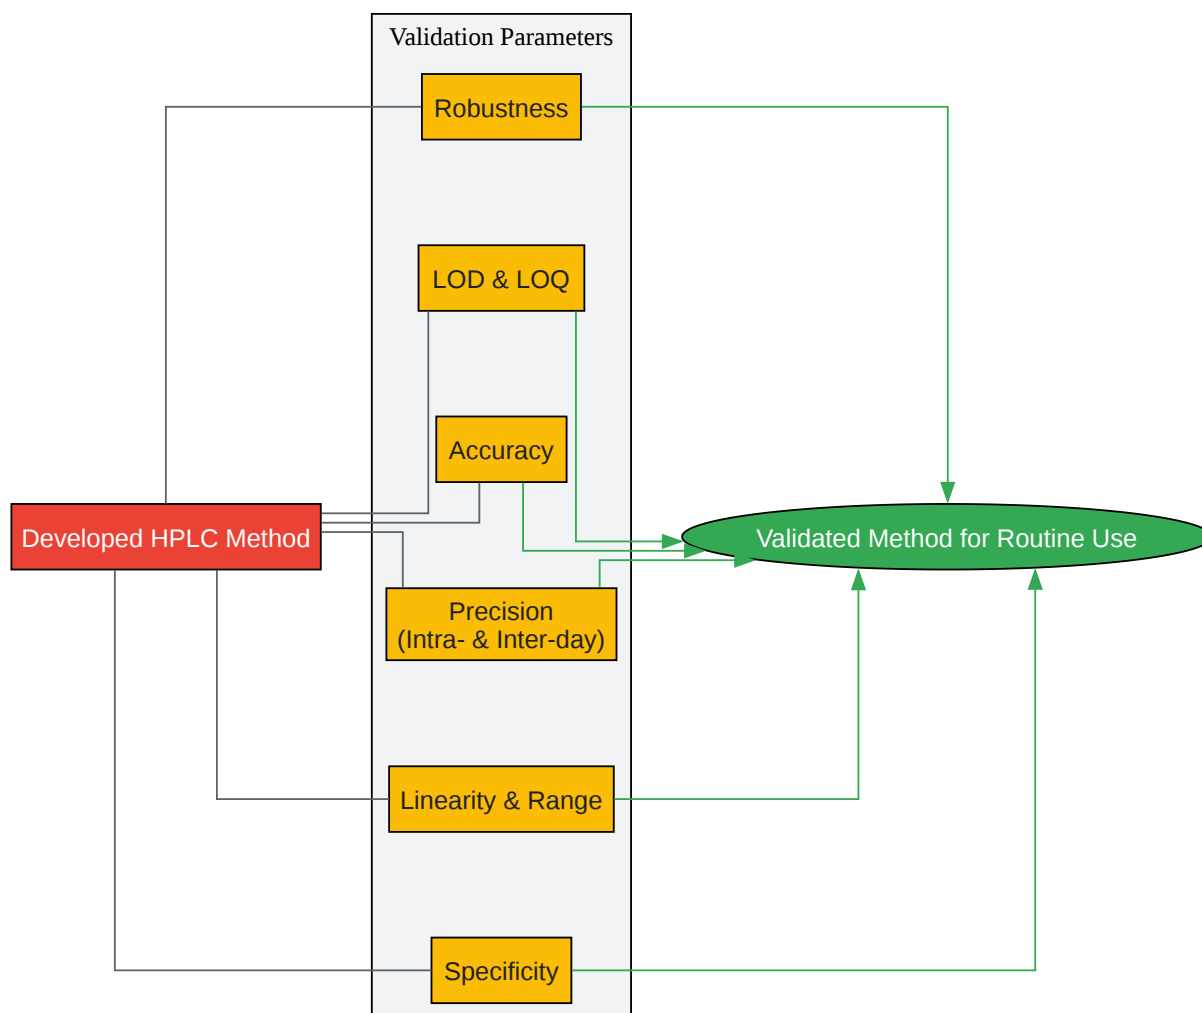 Validation Parameters
Robustness
LOD & LOQ
Accuracy
Developed HPLC Method
Validated Method for Routine Use
Precision
(Intra- & Inter-day)
Linearity & Range
Specificity